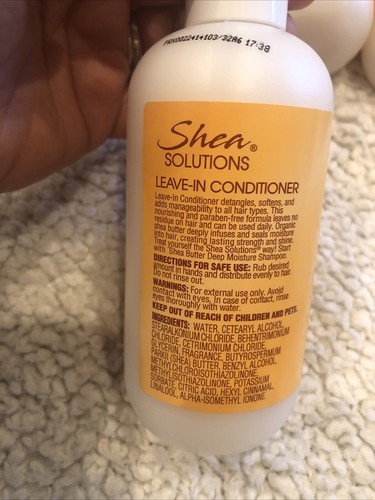 PRN0022414103/32A6 17:38
Shea®
SOLUTIONS
LEAVE-IN CONDITIONER
Leave-In Conditioner detangles, softens, and
adds manageability to all hair types. This
nourishing and paraben-free formula leaves no
residue on hair and can be used daily. Organic
shea butter deeply infuses and seals moisture
into hair, creating lasting strength and shine.
Treat yourself the Shea Solutions® way! Start
with Shea Butter Deep Moisture Shampoo.
DIRECTIONS FOR SAFE USE: Rub desired
amount in hands and distribute evenly to hair.
Do not rinse out.
WARNINGS: For external use only. Avoid
contact with eyes. In case of contact, rinse
eyes thoroughly with water.
KEEP OUT OF REACH OF CHILDREN AND PETS.
INGREDIENTS: WATER, CETEARYL ALCOHOL,
STEARALKONIUM CHLORIDE, BEHENTRIMONIUM
CHLORIDE, CETRIMONIUM CHLORIDE,
GLYCERIN, FRAGRANCE, BUTYROSPERMUM
PARKII (SHEA) BUTTER, BENZYL ALCOHOL,
METHYLCHLOROISOTHIAZOLINONE,
METHYLISOTHIAZOLINONE, POTASSIUM
SORBATE, CITRIC ACID, HEXYL CINNAMAL,
LINALOOL, ALPHA-ISOMETHYL IONONE.